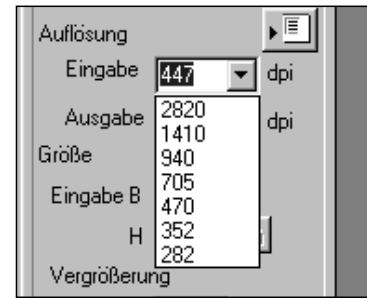 Auflösung
Eingabe 447 dpi
2820
Ausgabe 1410 dpi
940
Größe
705
Eingabe B 470
H 352
282
Vergrößerung